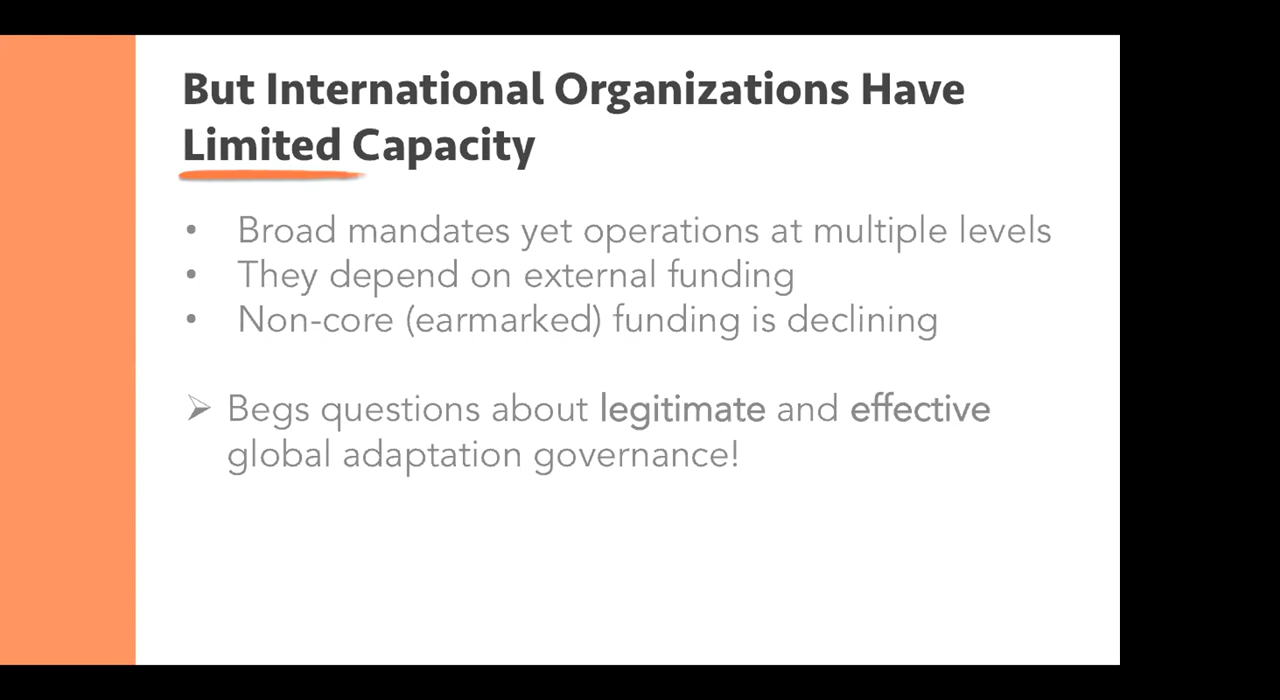 But International Organizations Have
Limited Capacity
• Broad mandates yet operations at multiple levels
• They depend on external funding
• Non-core (earmarked) funding is declining
➢ Begs questions about legitimate and effective
global adaptation governance!